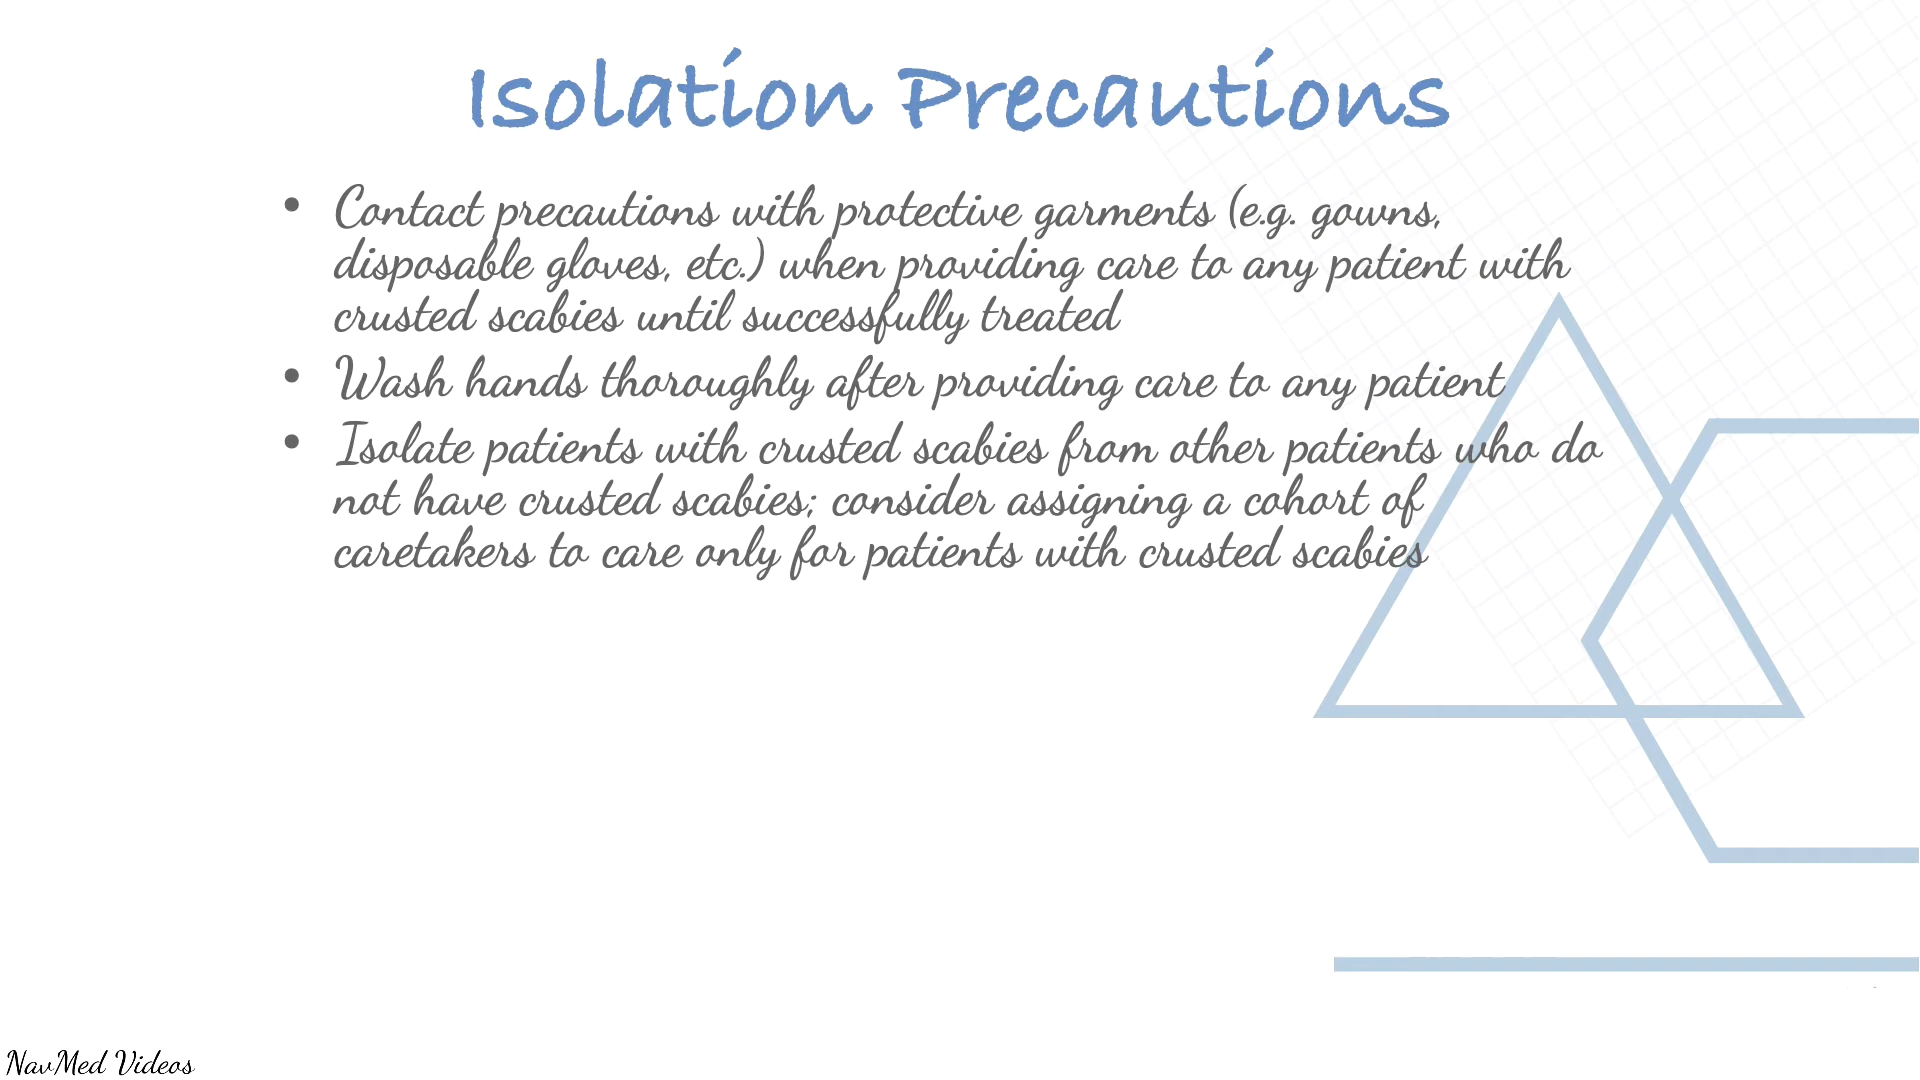 Isolation Precautions
• Contact precautions with protective garments (e.g. gowns,
disposable gloves, etc.) when providing care to any patient with
crusted scabies until successfully treated
• Wash hands thoroughly after providing care to any patient
• Isolate patients with crusted scabies from other patients who do
not have crusted scabies; consider assigning a cohort of
caretakers to care only for patients with crusted scabies
NavMed Videos